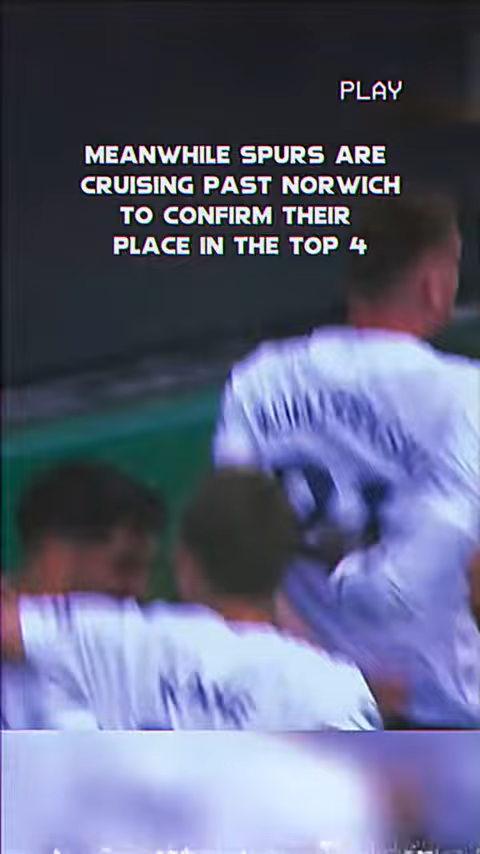 PLAY
MEANWHILE SPURS ARE
CRUISING PAST NORWICH
TO CONFIRM THEIR
PLACE IN THE TOP 4